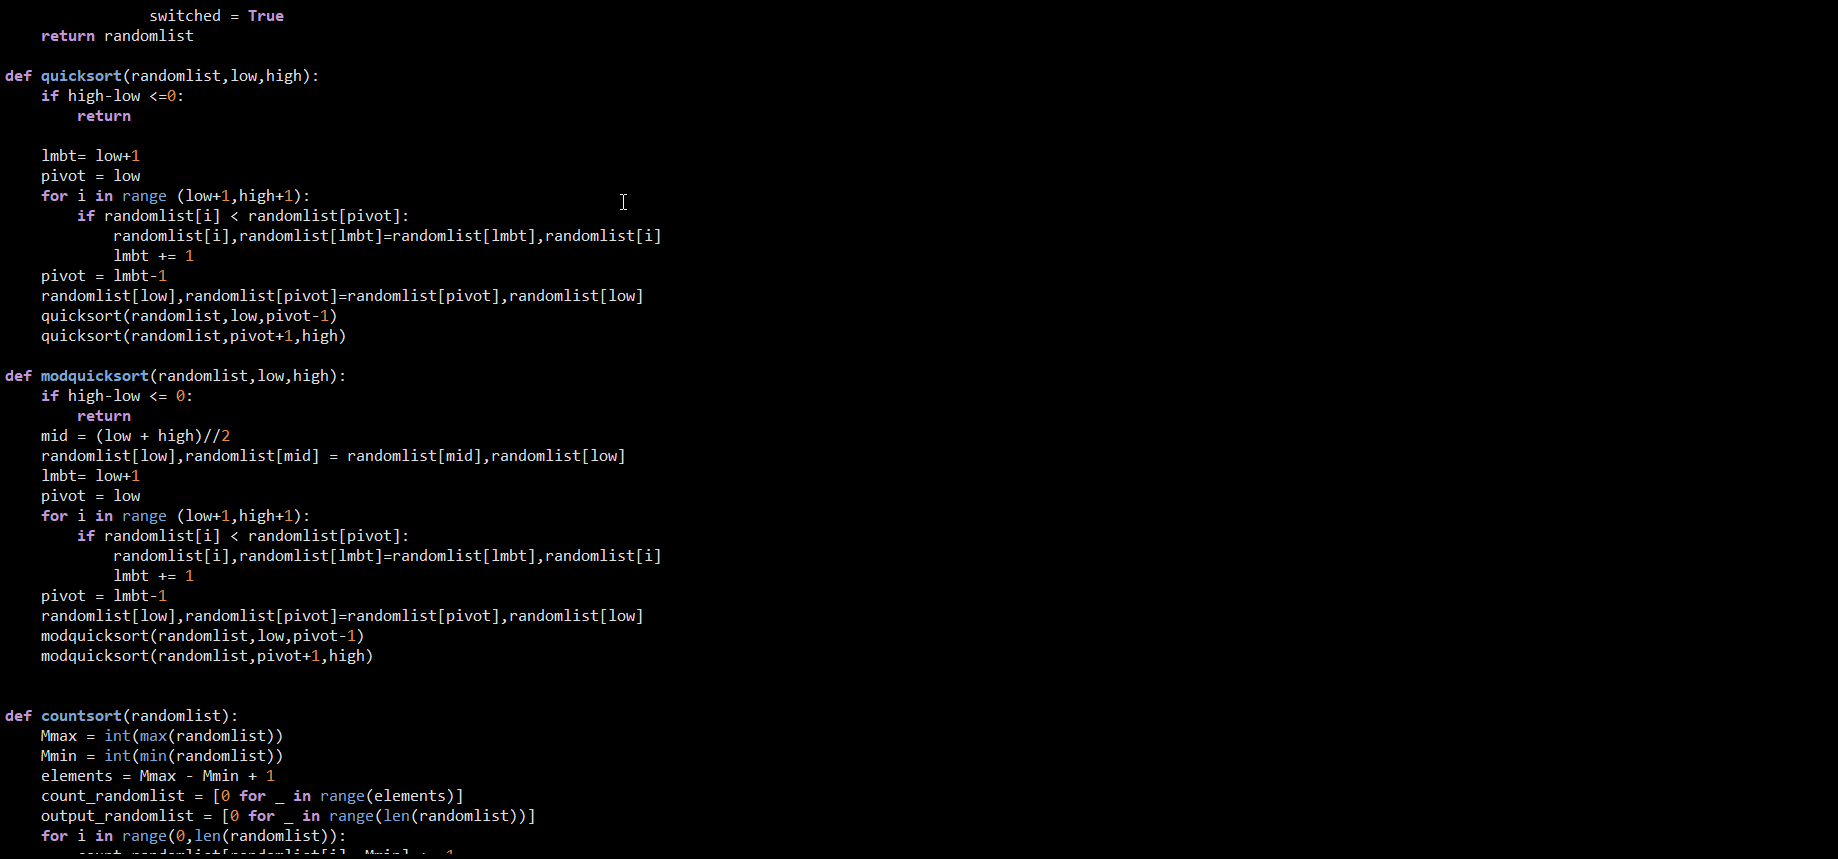 switched = True
    return randomlist

def quicksort(randomlist,low,high):
    if high-low <=0:
        return

    lmbt= low+1
    pivot = low
    for i in range (low+1,high+1):
        if randomlist[i] < randomlist[pivot]:
            randomlist[i],randomlist[lmbt]=randomlist[lmbt],randomlist[i]
            lmbt += 1
    pivot = lmbt-1
    randomlist[low],randomlist[pivot]=randomlist[pivot],randomlist[low]
    quicksort(randomlist,low,pivot-1)
    quicksort(randomlist,pivot+1,high)

def modquicksort(randomlist,low,high):
    if high-low <= 0:
        return
    mid = (low + high)//2
    randomlist[low],randomlist[mid] = randomlist[mid],randomlist[low]
    lmbt= low+1
    pivot = low
    for i in range (low+1,high+1):
        if randomlist[i] < randomlist[pivot]:
            randomlist[i],randomlist[lmbt]=randomlist[lmbt],randomlist[i]
            lmbt += 1
    pivot = lmbt-1
    randomlist[low],randomlist[pivot]=randomlist[pivot],randomlist[low]
    modquicksort(randomlist,low,pivot-1)
    modquicksort(randomlist,pivot+1,high)


def countsort(randomlist):
    Mmax = int(max(randomlist))
    Mmin = int(min(randomlist))
    elements = Mmax - Mmin + 1
    count_randomlist = [0 for _ in range(elements)]
    output_randomlist = [0 for _ in range(len(randomlist))]
    for i in range(0,len(randomlist)):